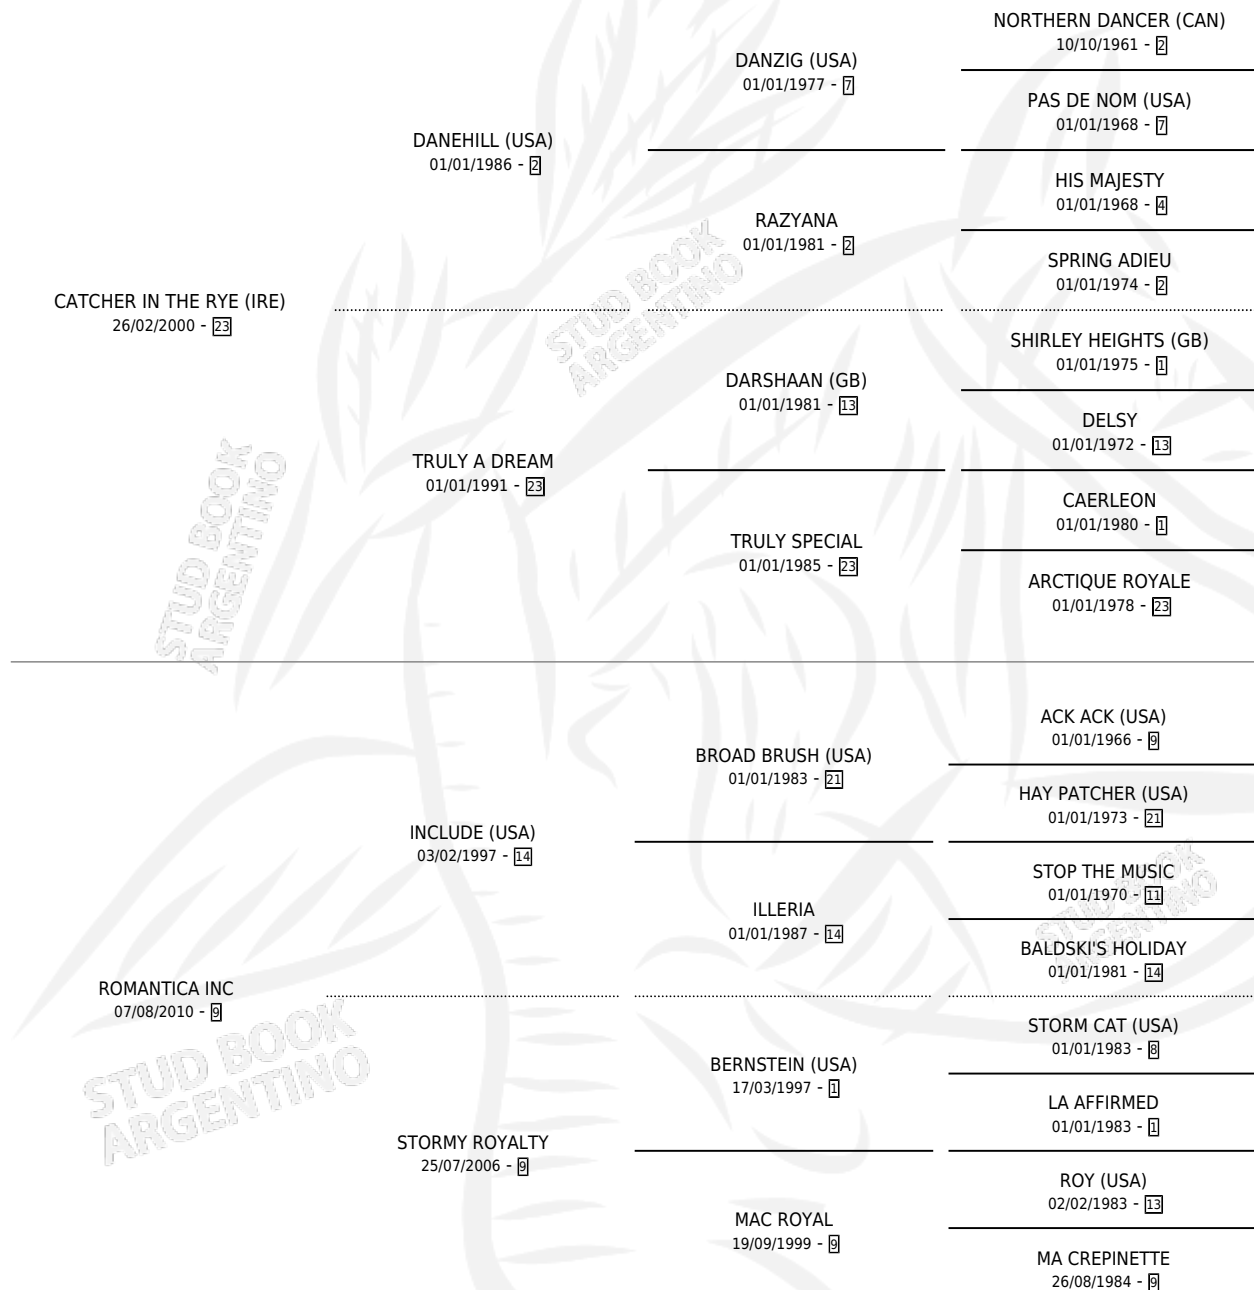 NORTHERN DANCER (CAN)
10/10/1961 - 2
DANZIG (USA)
01/01/1977 - 7
PAS DE NOM (USA)
01/01/1968 - 7
DANEHILL (USA)
01/01/1986 - 2
HIS MAJESTY
01/01/1968 - 4
RAZYANA
01/01/1981 - 2
SPRING ADIEU
01/01/1974 - 2
CATCHER IN THE RYE (IRE)
26/02/2000 - 23
SHIRLEY HEIGHTS (GB)
01/01/1975 - 1
DARSHAAN (GB)
01/01/1981 - 13
DELSY
01/01/1972 - 13
TRULY A DREAM
01/01/1991 - 23
CAERLEON
01/01/1980 - 1
TRULY SPECIAL
01/01/1985 - 23
ARCTIQUE ROYALE
01/01/1978 - 23
ACK ACK (USA)
01/01/1966 - 9
BROAD BRUSH (USA)
01/01/1983 - 21
HAY PATCHER (USA)
01/01/1973 - 21
INCLUDE (USA)
03/02/1997 - 14
STOP THE MUSIC
01/01/1970 - 11
ILLERIA
01/01/1987 - 14
BALDSKI'S HOLIDAY
01/01/1981 - 14
ROMANTICA INC
07/08/2010 - 9
STORM CAT (USA)
01/01/1983 - 8
BERNSTEIN (USA)
17/03/1997 - 1
LA AFFIRMED
01/01/1983 - 1
STORMY ROYALTY
25/07/2006 - 9
ROY (USA)
02/02/1983 - 13
MAC ROYAL
19/09/1999 - 9
MA CREPINETTE
26/08/1984 - 9
STUD BOOK
ARGENTINO
STUD BOOK
ARGENTINO
STUD BOOK
ARGENTINO
STUD BOOK
ARGENTINO